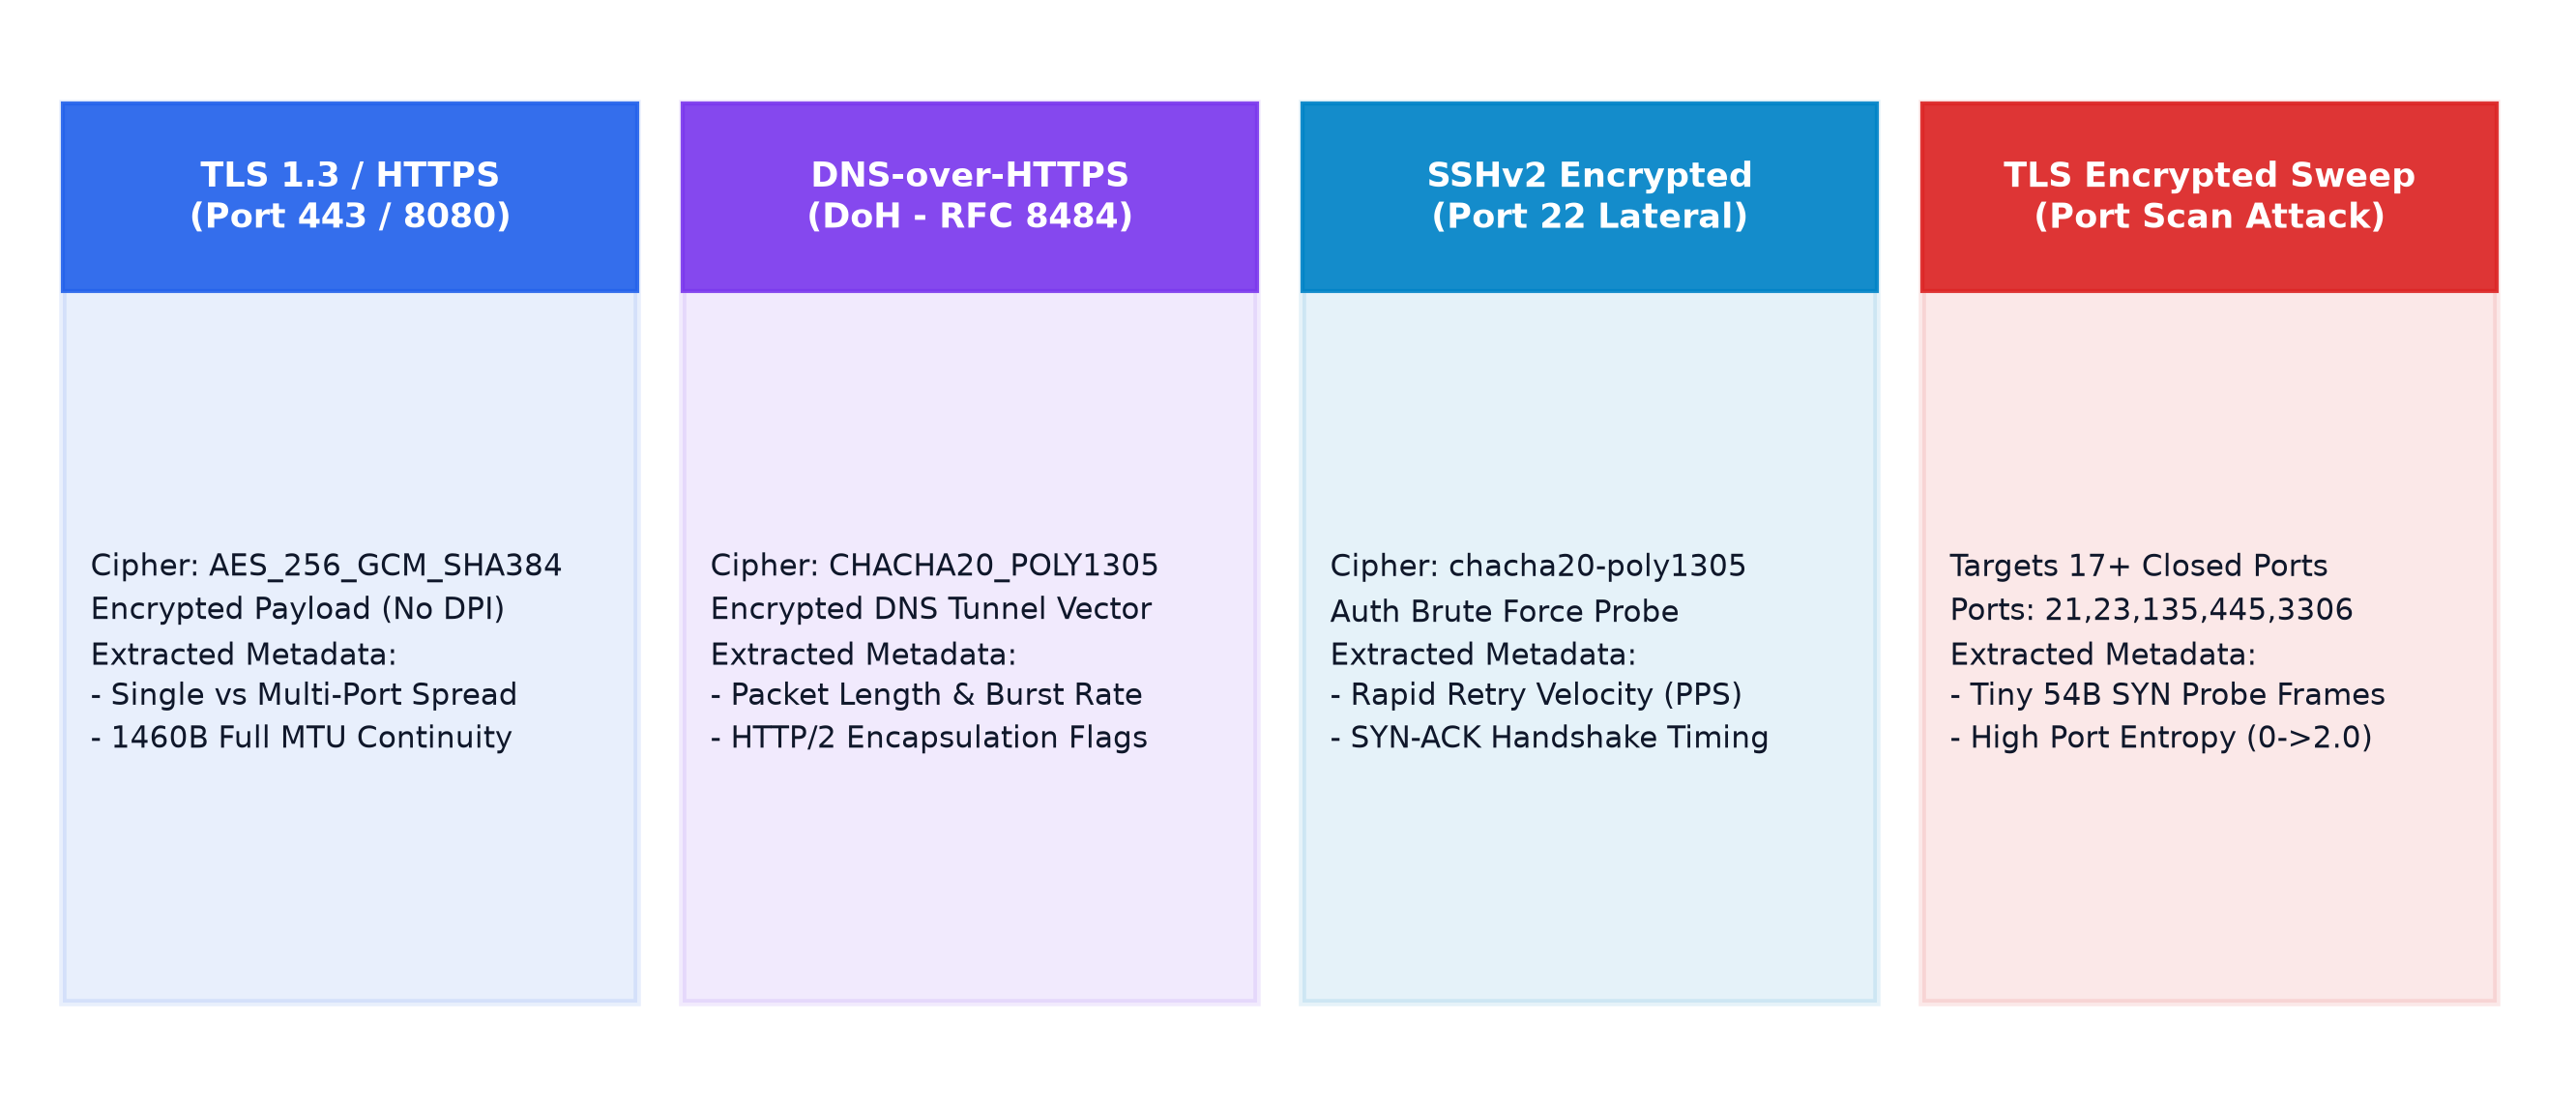 TLS 1.3 / HTTPS
(Port 443 / 8080)
Cipher: AES_256_GCM_SHA384
Encrypted Payload (No DPI)
Extracted Metadata:
- Single vs Multi-Port Spread
- 1460B Full MTU Continuity
DNS-over-HTTPS
(DoH - RFC 8484)
Cipher: CHACHA20_POLY1305
Encrypted DNS Tunnel Vector
Extracted Metadata:
- Packet Length & Burst Rate
- HTTP/2 Encapsulation Flags
SSHv2 Encrypted
(Port 22 Lateral)
Cipher: chacha20-poly1305
Auth Brute Force Probe
Extracted Metadata:
- Rapid Retry Velocity (PPS)
- SYN-ACK Handshake Timing
TLS Encrypted Sweep
(Port Scan Attack)
Targets 17+ Closed Ports
Ports: 21,23,135,445,3306
Extracted Metadata:
- Tiny 54B SYN Probe Frames
- High Port Entropy (0->2.0)